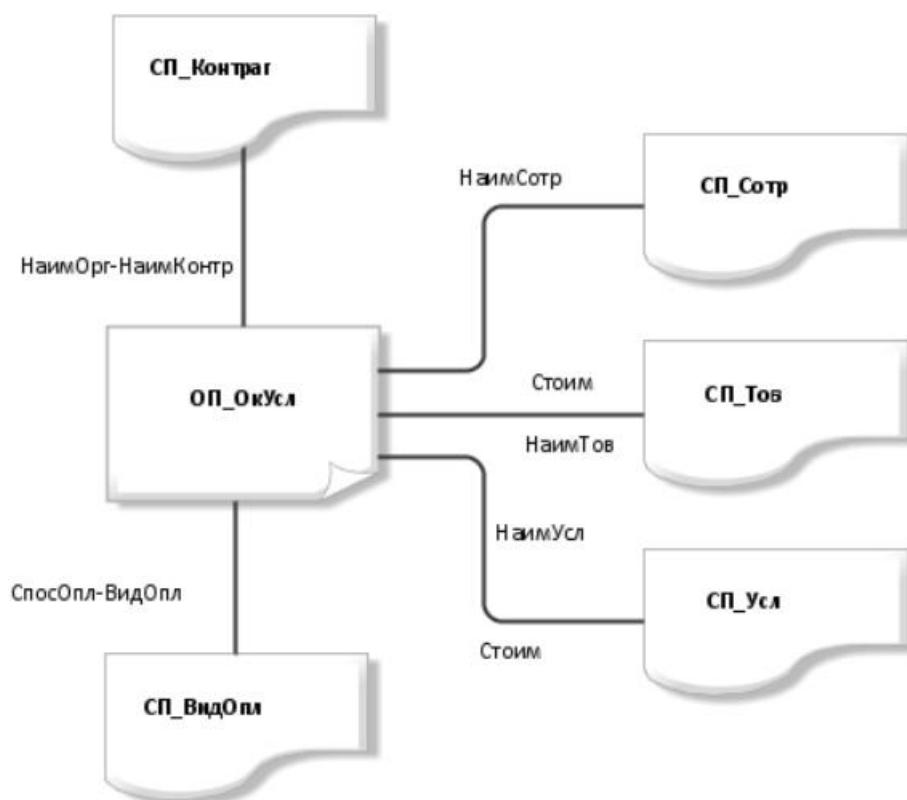 СП_Контраг
НаимСотр
СП_Сотр
НаимОрг-НаимКонтр
Стоим
СП_Тов
ОП_ОкУсл
НаимТов
НаимУсл
СпосОпл-ВидОпл
СП_Усл
Стоим
СП_ВидОпл